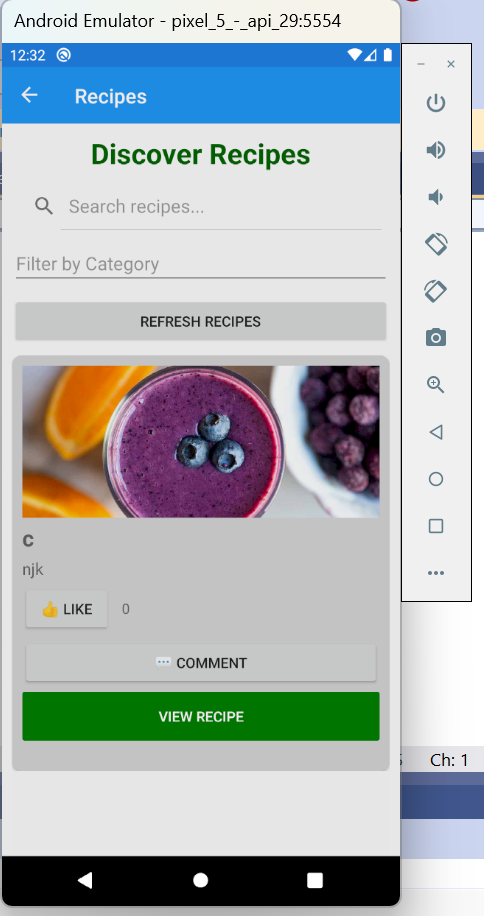 Android Emulator - pixel_5_-_api_29:5554
12:32
Recipes
Discover Recipes
Search recipes...
Filter by Category
REFRESH RECIPES
c
njk
👍 LIKE 0
💬 COMMENT
VIEW RECIPE
Ch: 1